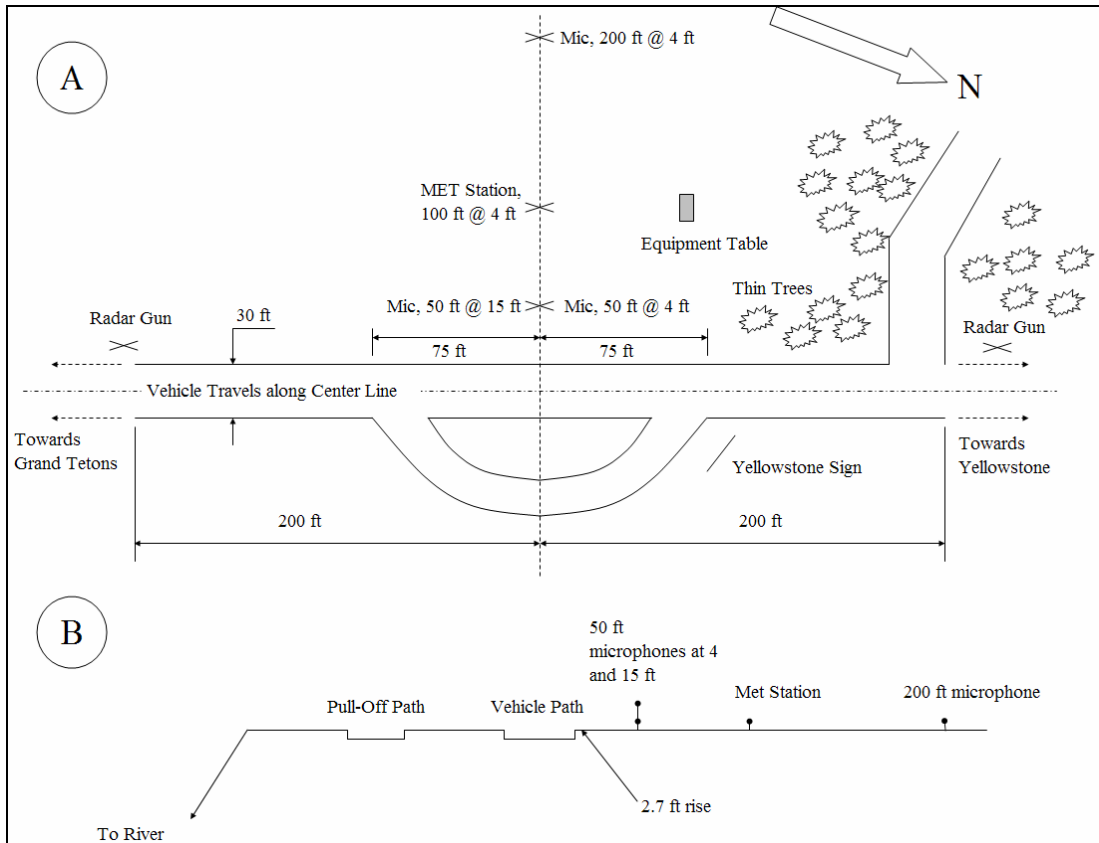 A
N
Mic, 200 ft @ 4 ft
MET Station,
100 ft @ 4 ft
Equipment Table
Thin Trees
Mic, 50 ft @ 15 ft
Mic, 50 ft @ 4 ft
Radar Gun
30 ft
75 ft
75 ft
Radar Gun
Vehicle Travels along Center Line
Towards
Grand Tetons
Yellowstone Sign
Towards
Yellowstone
200 ft
200 ft
B
50 ft
microphones at 4
and 15 ft
Pull-Off Path
Vehicle Path
Met Station
200 ft microphone
2.7 ft rise
To River